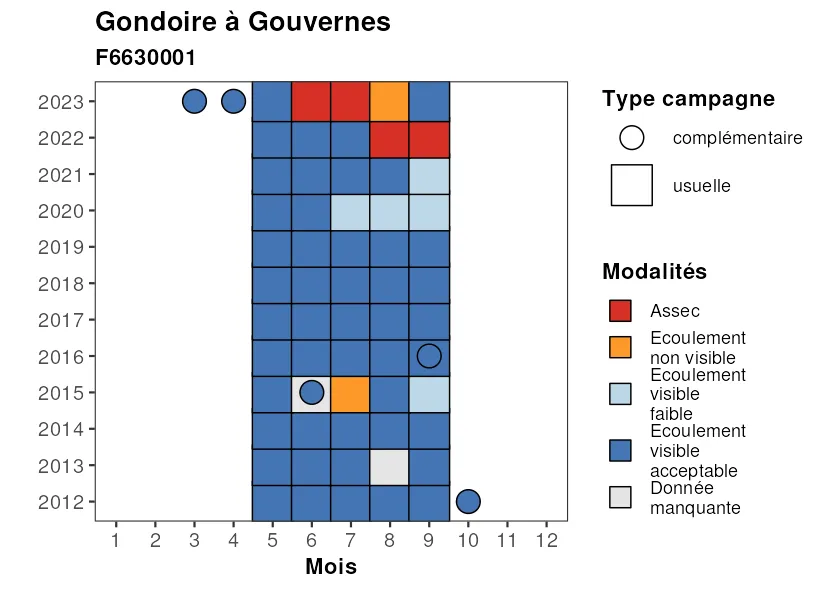 Gondoire à Gouvernes
F6630001
2023
2022
2021
2020
2019
2018
2017
2016
2015
2014
2013
2012
1 2 3 4 5 6 7 8 9 10 11 12
Mois
Type campagne
complémentaire
usuelle
Modalités
Assec
Ecoulement
non visible
Ecoulement
visible
faible
Ecoulement
visible
acceptable
Donnée
manquante